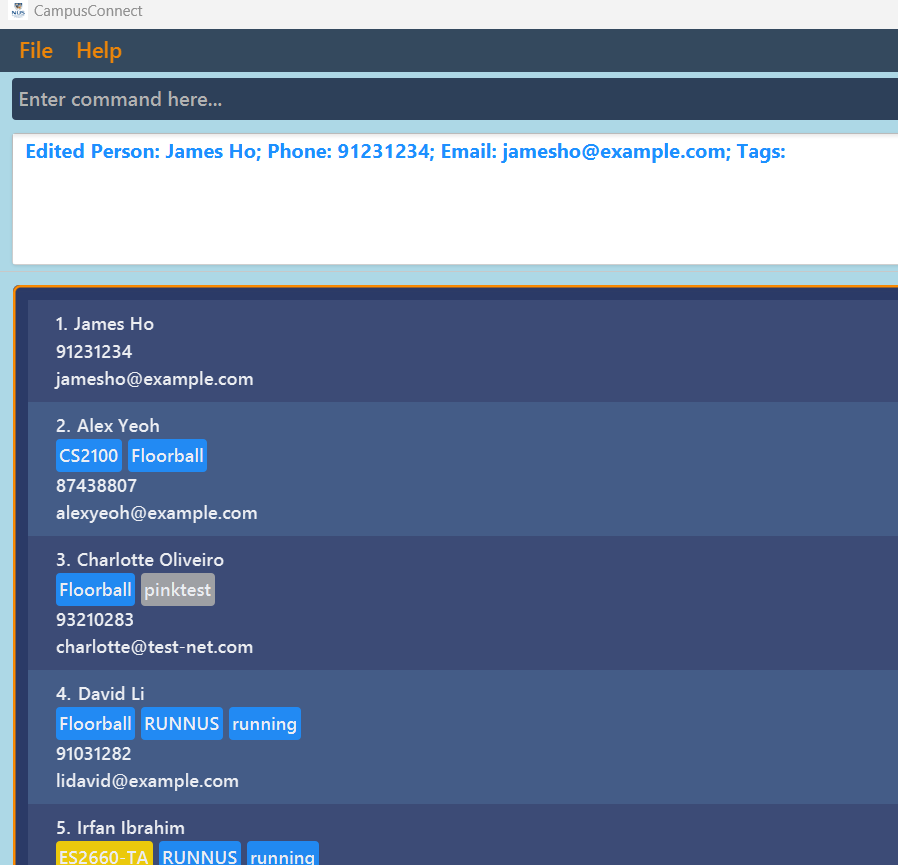 NUS
CampusConnect
File Help
Enter command here...
Edited Person: James Ho; Phone: 91231234; Email: jamesho@example.com; Tags:
1. James Ho
91231234
jamesho@example.com
2. Alex Yeoh
CS2100 Floorball
87438807
alexyeoh@example.com
3. Charlotte Oliveiro
Floorball pinktest
93210283
charlotte@test-net.com
4. David Li
Floorball RUNNUS running
91031282
lidavid@example.com
5. Irfan Ibrahim
ES2660-TA RUNNUS running